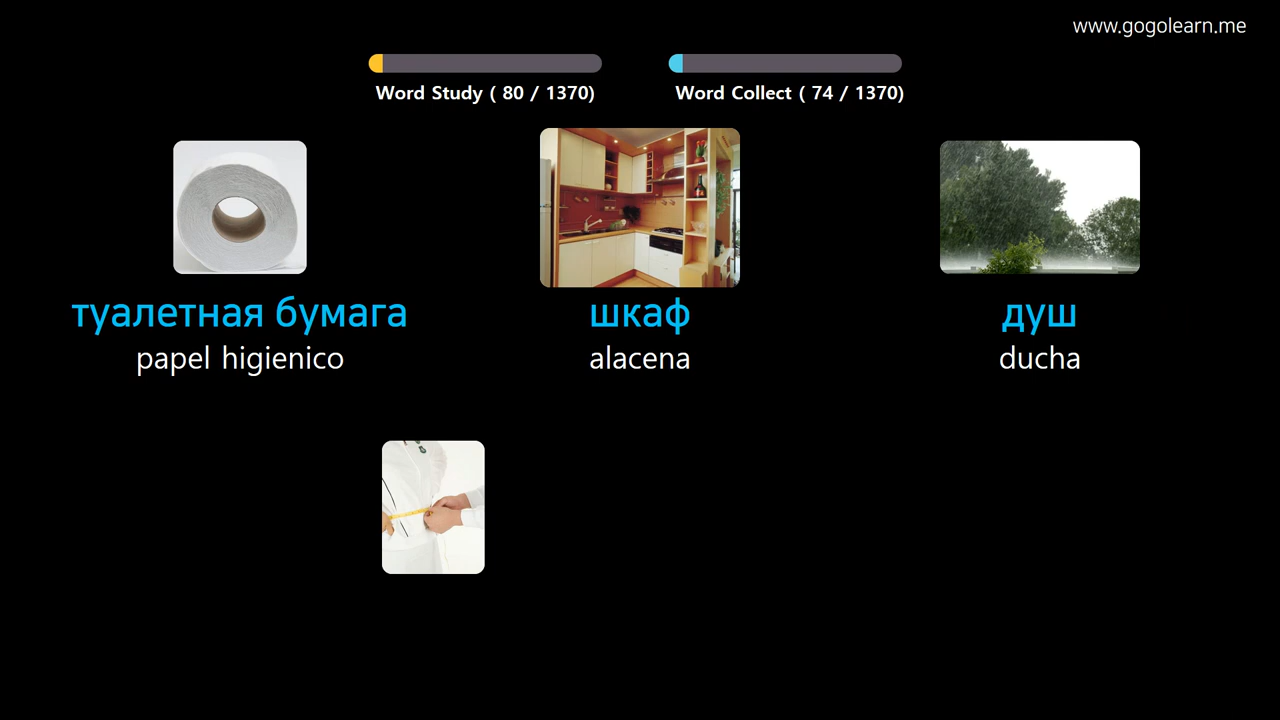 www.gogolearn.me
Word Study ( 80 / 1370)
Word Collect ( 74 / 1370)
туалетная бумага
papel higienico
шкаф
alacena
душ
ducha